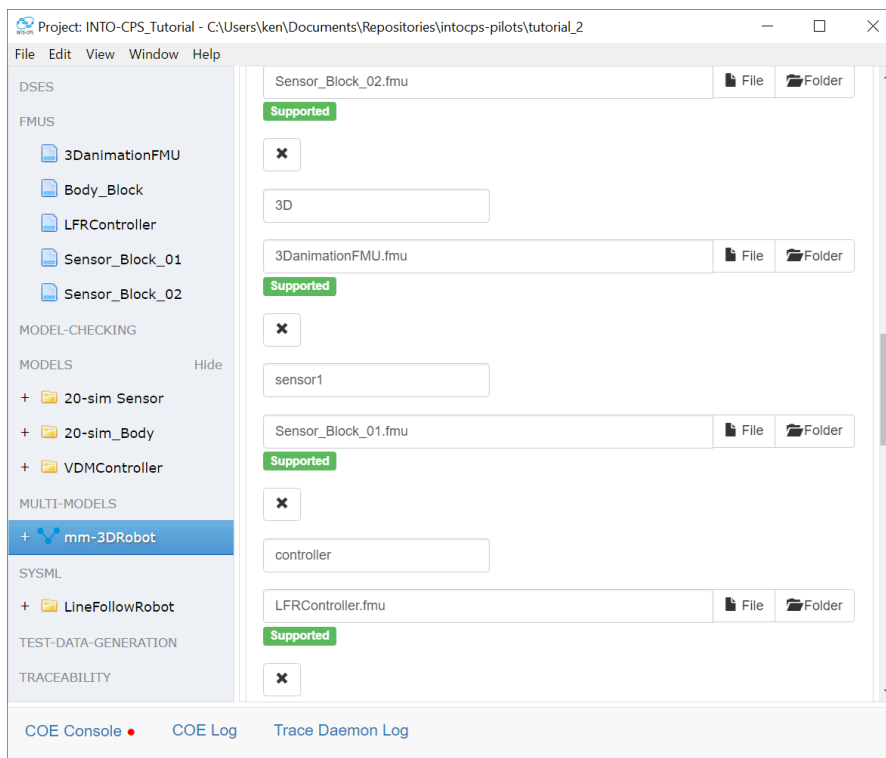 Project: INTO-CPS_Tutorial - C:\Users\ken\Documents\Repositories\intocps-pilots\tutorial_2
File Edit View Window Help
DSES
FMUS
3DanimationFMU
Body_Block
LFRController
Sensor_Block_01
Sensor_Block_02
MODEL-CHECKING
MODELS Hide
+ 20-sim Sensor
+ 20-sim_Body
+ VDMController
MULTI-MODELS
+ mm-3DRobot
SYSML
+ LineFollowRobot
TEST-DATA-GENERATION
TRACEABILITY
Sensor_Block_02.fmu File Folder
Supported
3D
3DanimationFMU.fmu File Folder
Supported
sensor1
Sensor_Block_01.fmu File Folder
Supported
controller
LFRController.fmu File Folder
Supported
COE Console COE Log Trace Daemon Log